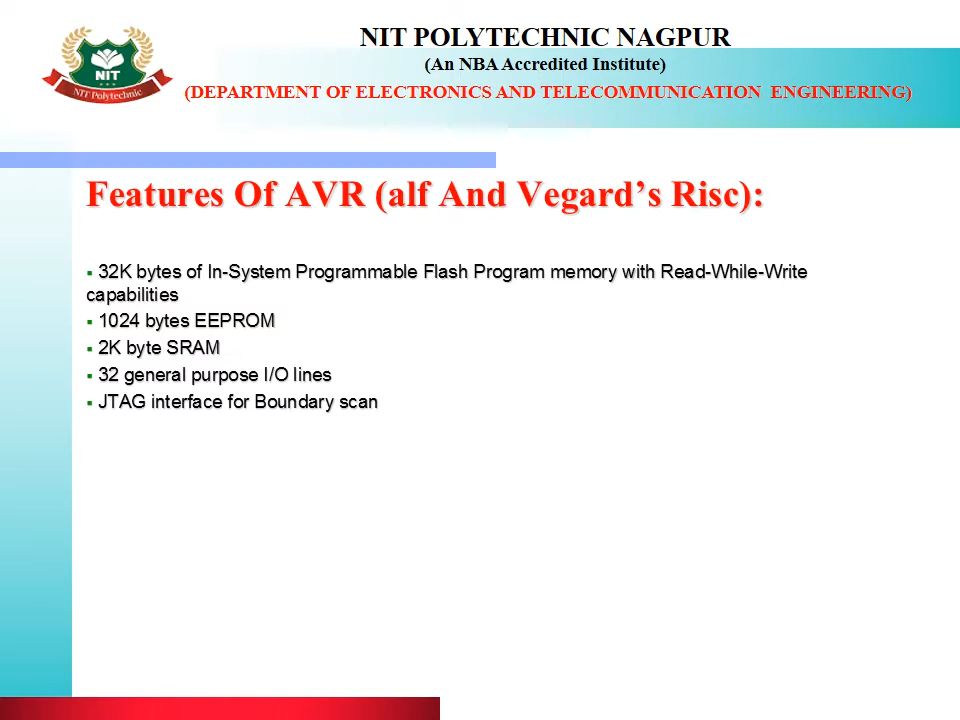 NIT POLYTECHNIC NAGPUR
(An NBA Accredited Institute)
(DEPARTMENT OF ELECTRONICS AND TELECOMMUNICATION ENGINEERING)
NIT
NIT Polytechnic
Features Of AVR (alf And Vegard’s Risc):
▪ 32K bytes of In-System Programmable Flash Program memory with Read-While-Write
capabilities
▪ 1024 bytes EEPROM
▪ 2K byte SRAM
▪ 32 general purpose I/O lines
▪ JTAG interface for Boundary scan